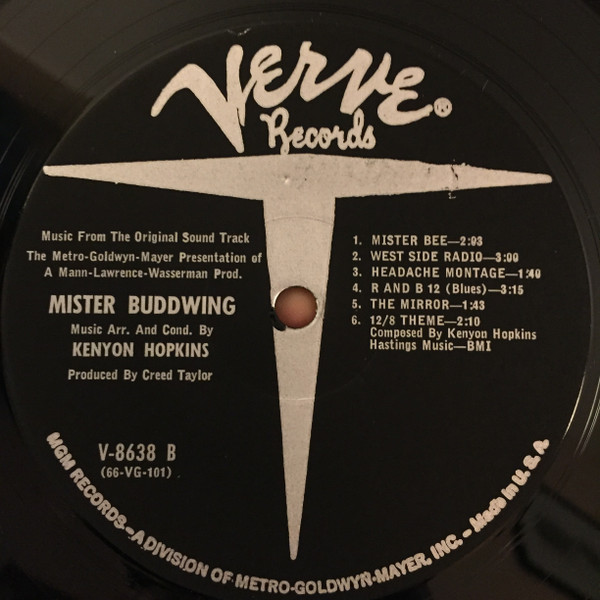 Verve®
Records
Music From The Original Sound Track
The Metro-Goldwyn-Mayer Presentation of
A Mann-Lawrence-Wasserman Prod.
MISTER BUDDWING
Music Arr. And Cond. By
KENYON HOPKINS
Produced By Creed Taylor
V-8638 B
(66-VG-101)
1. MISTER BEE—2:03
2. WEST SIDE RADIO—3:00
3. HEADACHE MONTAGE—1:40
4. R AND B 12 (Blues)—3:15
5. THE MIRROR—1:43
6. 12/8 THEME—2:10
Composed By Kenyon Hopkins
Hastings Music—BMI
MGM RECORDS—A DIVISION OF METRO-GOLDWYN-MAYER, INC. – Made in U.S.A.